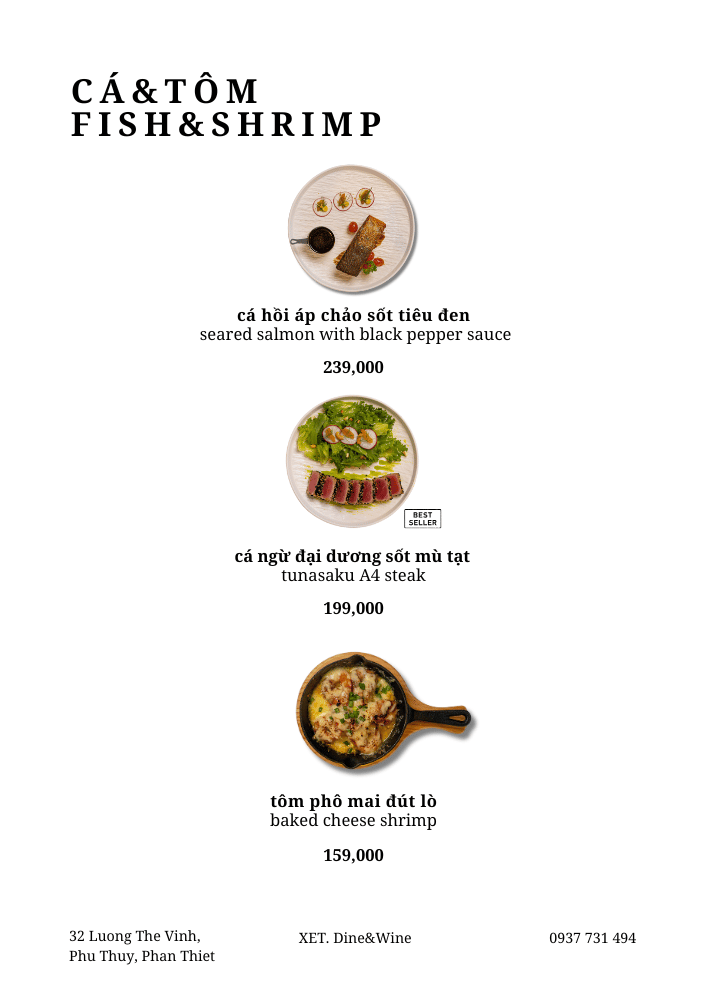 CÁ&TÔM
FISH&SHRIMP
cá hồi áp chảo sốt tiêu đen
seared salmon with black pepper sauce
239,000
BEST
SELLER
cá ngừ đại dương sốt mù tạt
tunasaku A4 steak
199,000
tôm phô mai đút lò
baked cheese shrimp
159,000
32 Luong The Vinh,
Phu Thuy, Phan Thiet
XET. Dine&Wine
0937 731 494